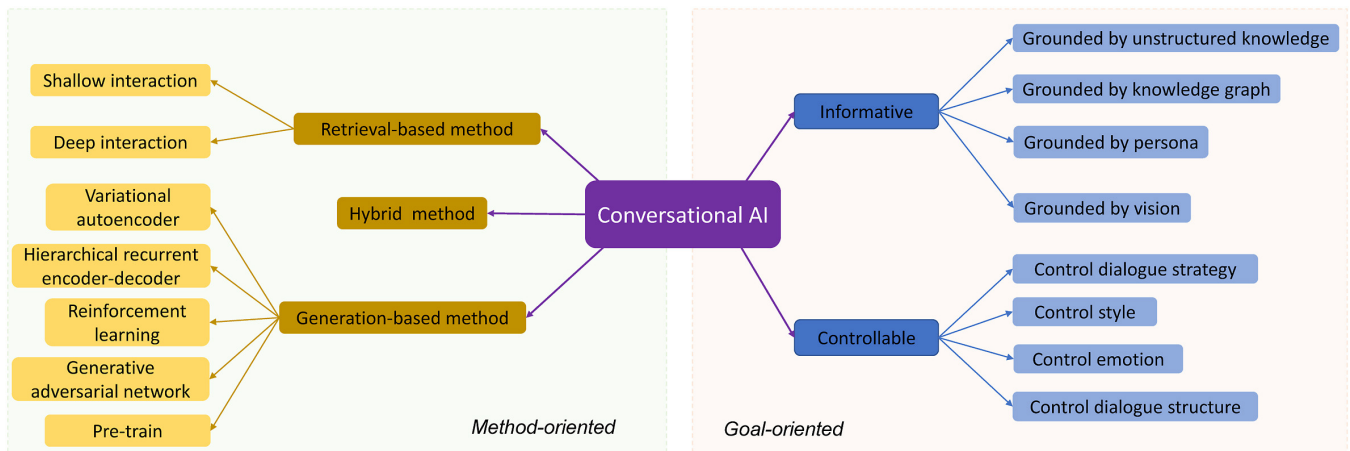 Shallow interaction
Deep interaction
Retrieval-based method
Variational
autoencoder
Hierarchical recurrent
encoder-decoder
Reinforcement
learning
Generative
adversarial network
Pre-train
Hybrid method
Generation-based method
Method-oriented
Conversational AI
Informative
Grounded by unstructured knowledge
Grounded by knowledge graph
Grounded by persona
Grounded by vision
Controllable
Control dialogue strategy
Control style
Control emotion
Control dialogue structure
Goal-oriented